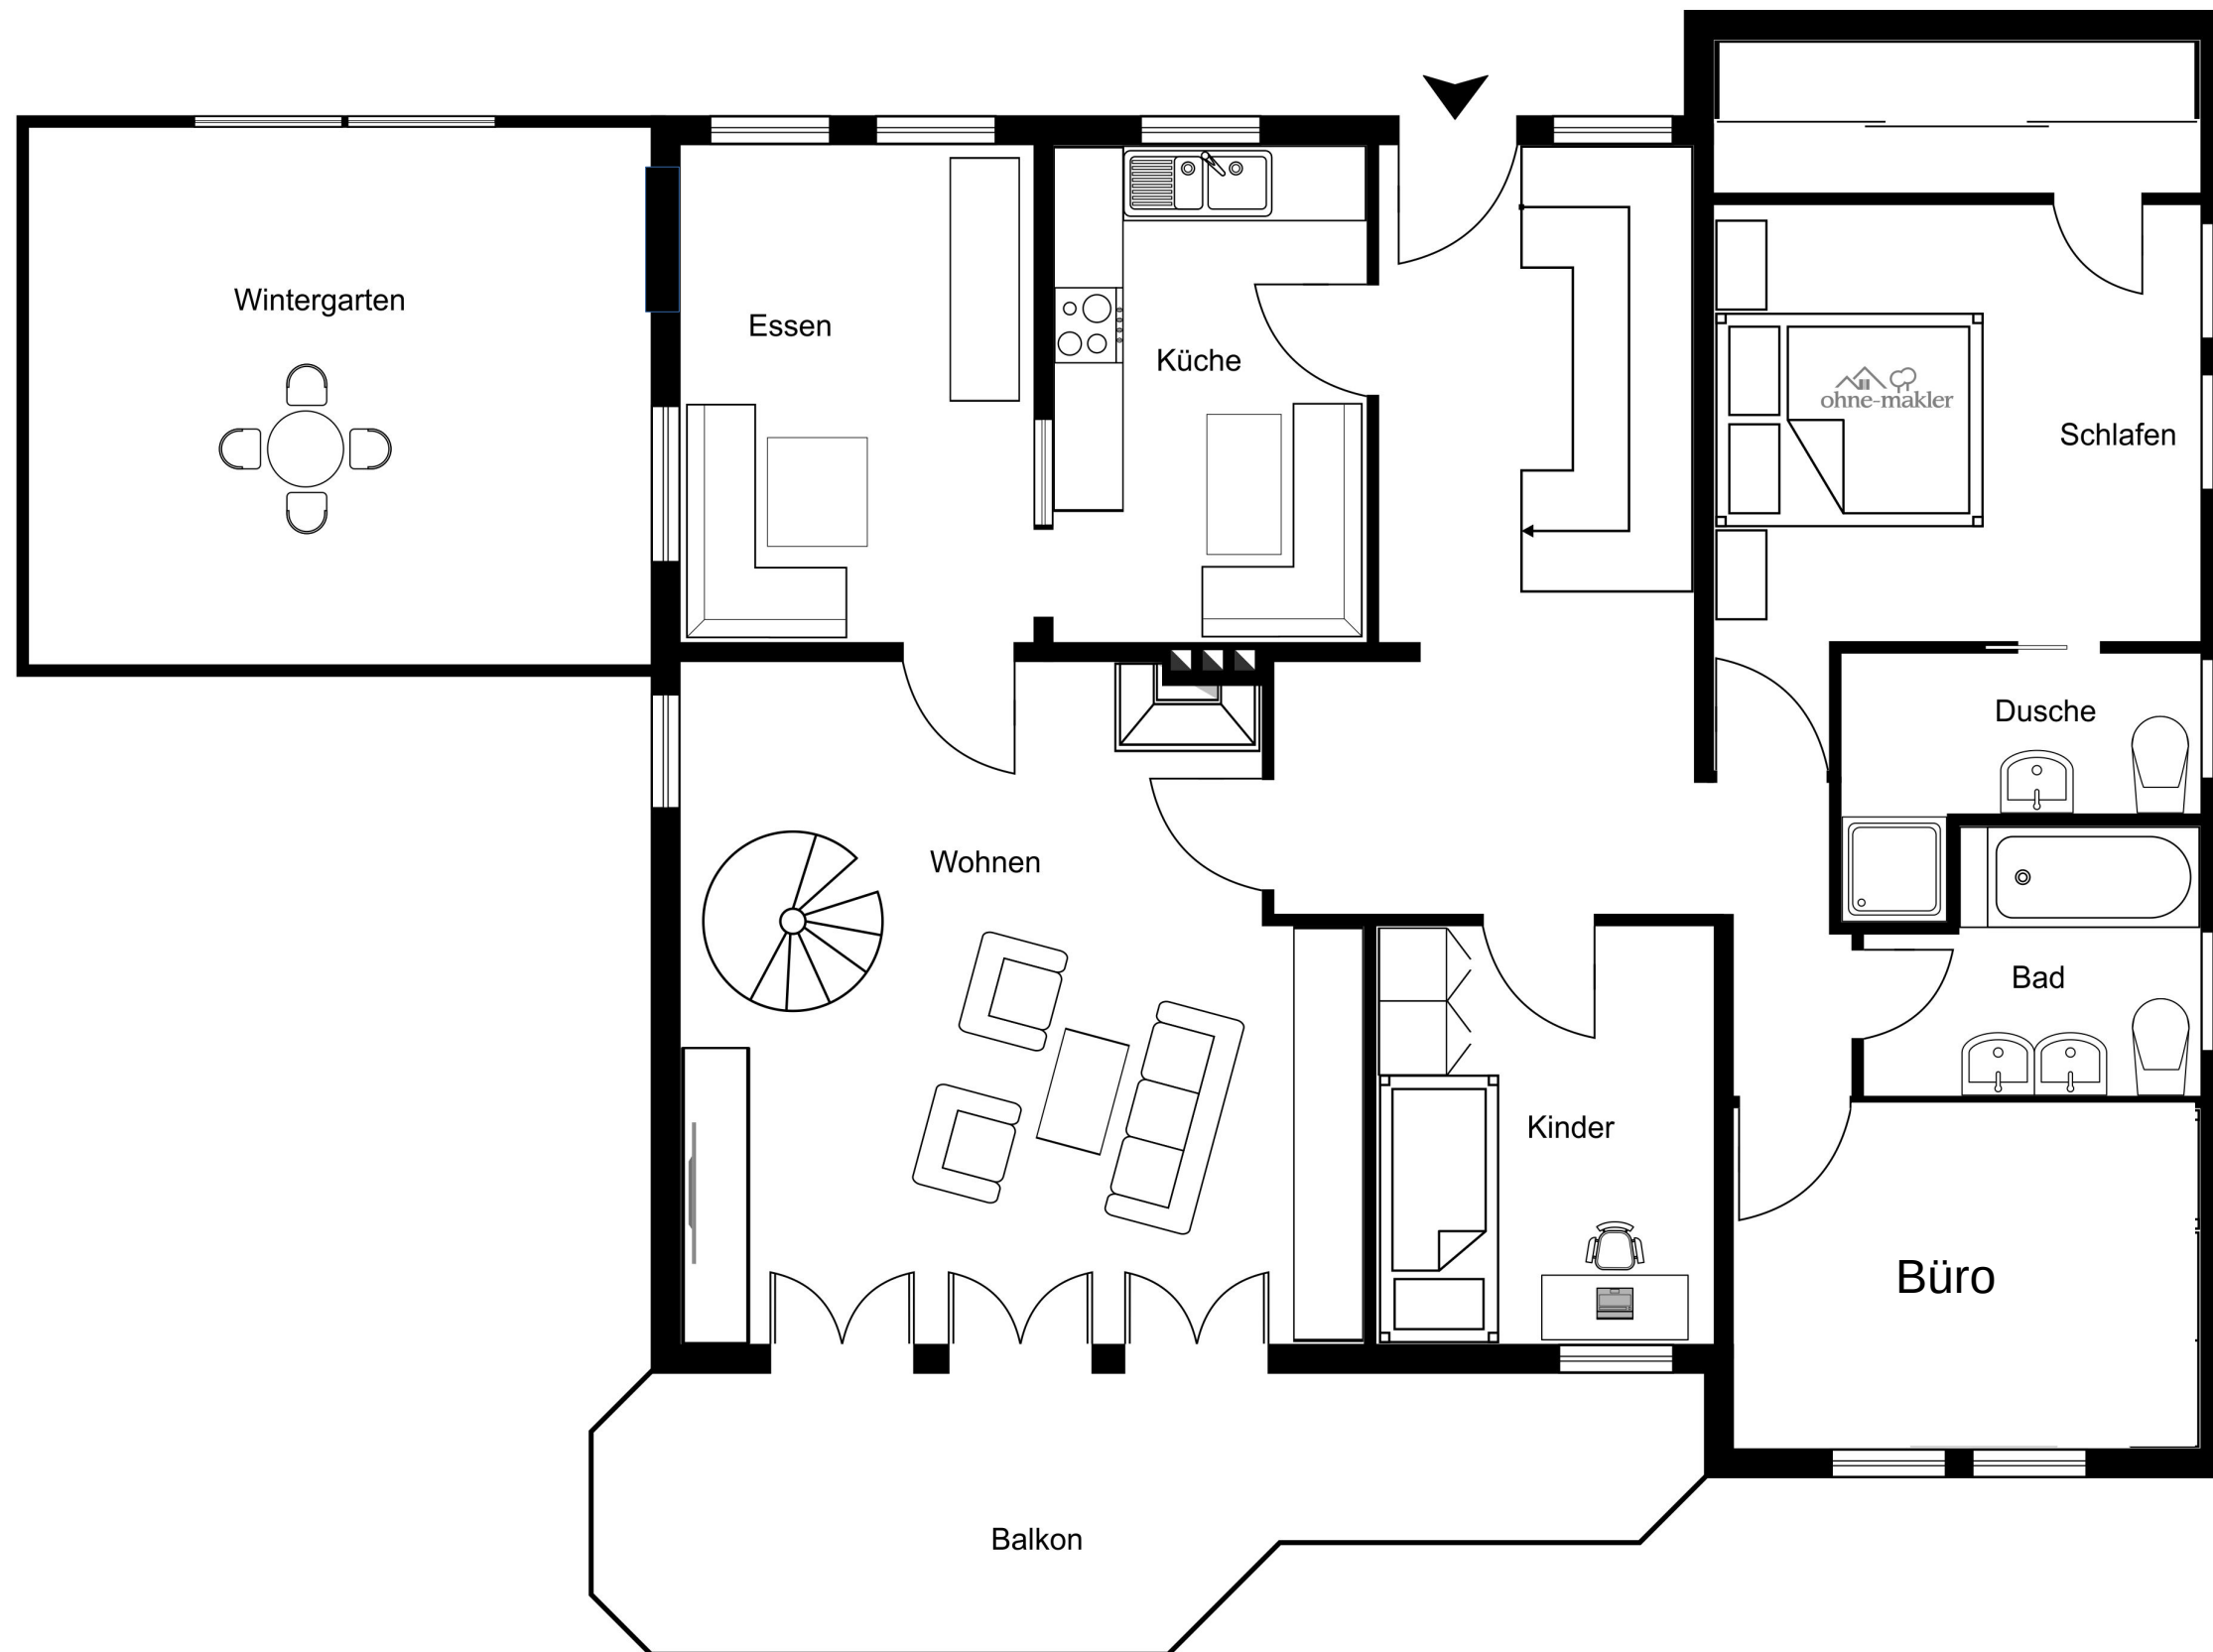 Wintergarten
Essen
Küche
ohne-makler
Schlafen
Dusche
Wohnen
Bad
Kinder
Büro
Balkon